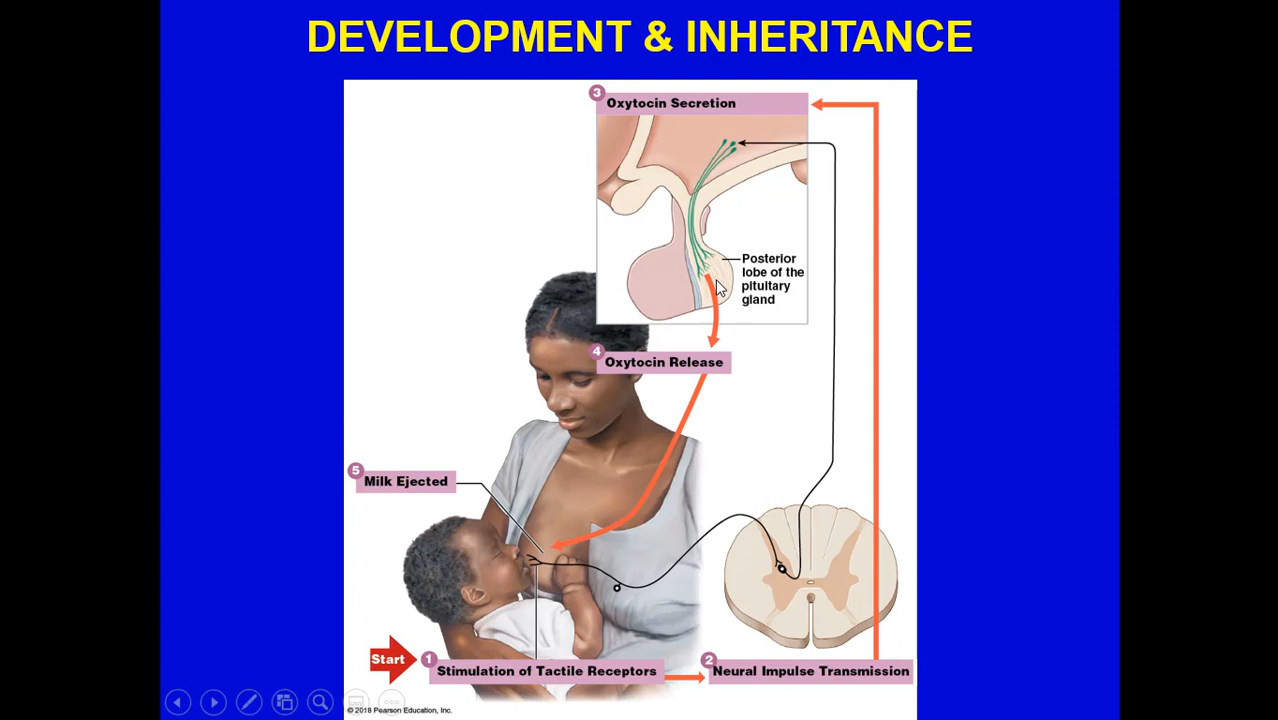 DEVELOPMENT & INHERITANCE
3
Oxytocin Secretion
Posterior
lobe of the
pituitary
gland
4
Oxytocin Release
5
Milk Ejected
Start
1
Stimulation of Tactile Receptors
2
Neural Impulse Transmission
© 2018 Pearson Education, Inc.